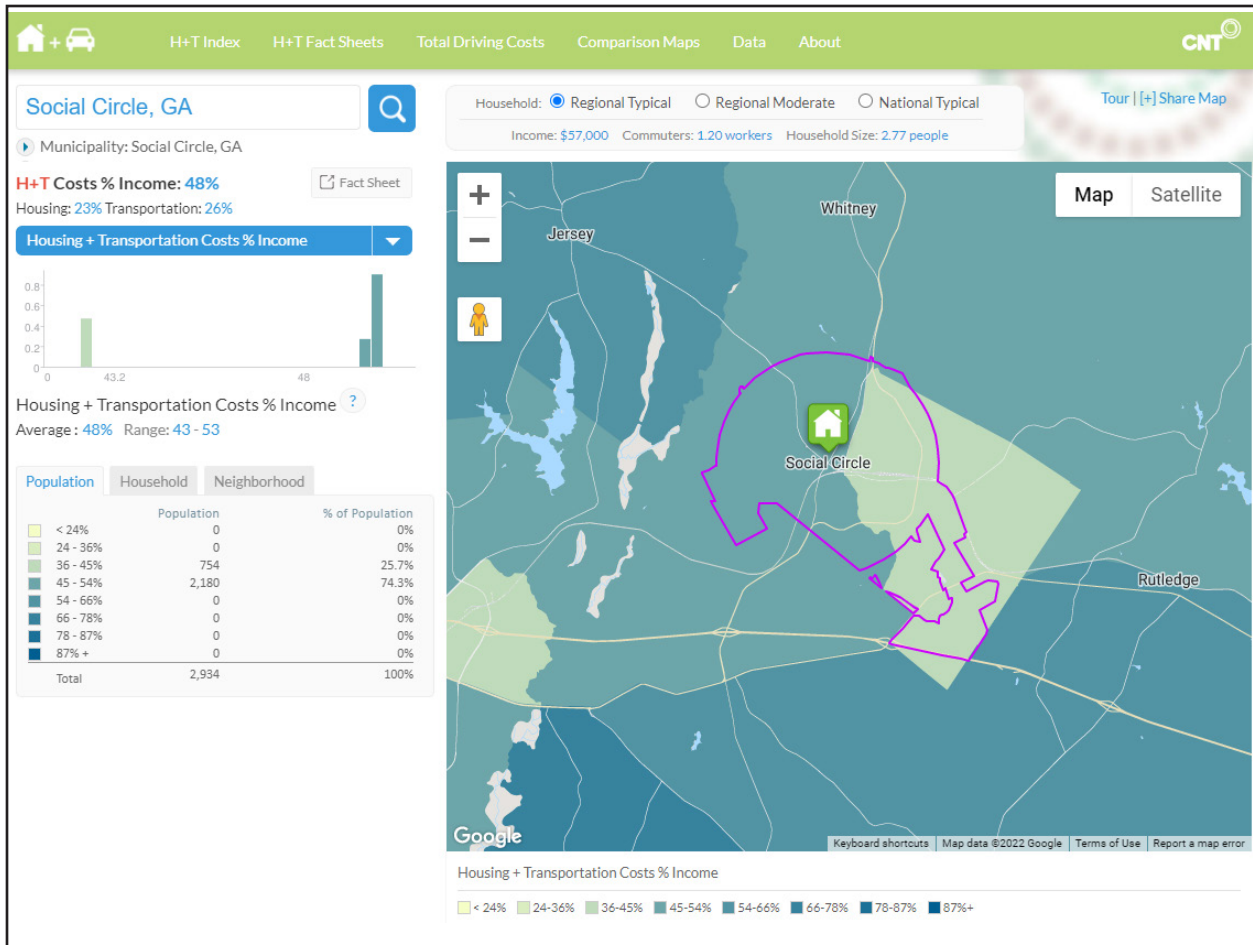 +
H+T Index H+T Fact Sheets Total Driving Costs Comparison Maps Data About
CNT
Social Circle, GA
Municipality: Social Circle, GA
H+T Costs % Income: 48%
Fact Sheet
Housing: 23% Transportation: 26%
Housing + Transportation Costs % Income
0.8
0.6
0.4
0.2
0
0 43.2 48
Housing + Transportation Costs % Income ?
Average : 48% Range: 43 - 53
Population Household Neighborhood
Population % of Population
< 24% 0 0%
24 - 36% 0 0%
36 - 45% 754 25.7%
45 - 54% 2,180 74.3%
54 - 66% 0 0%
66 - 78% 0 0%
78 - 87% 0 0%
87% + 0 0%
Total 2,934 100%
Household: Regional Typical Regional Moderate National Typical
Income: $57,000 Commuters: 1.20 workers Household Size: 2.77 people
Tour | [+] Share Map
+
−
Map Satellite
Whitney
Jersey
Social Circle
Rutledge
Google
Keyboard shortcuts Map data ©2022 Google Terms of Use Report a map error
Housing + Transportation Costs % Income
< 24% 24-36% 36-45% 45-54% 54-66% 66-78% 78-87% 87%+